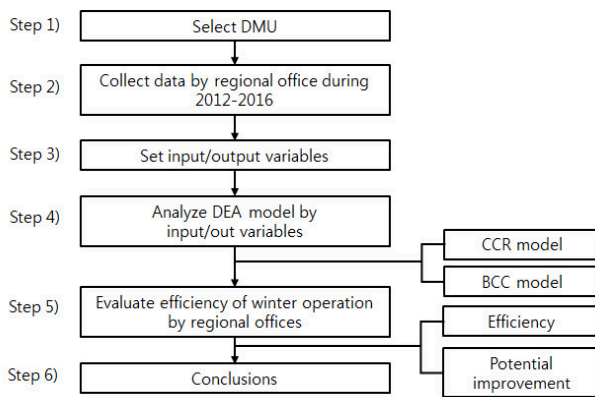 Step 1)
Select DMU
Step 2)
Collect data by regional office during
2012-2016
Step 3)
Set input/output variables
Step 4)
Analyze DEA model by
input/out variables
CCR model
BCC model
Step 5)
Evaluate efficiency of winter operation
by regional offices
Efficiency
Potential
improvement
Step 6)
Conclusions